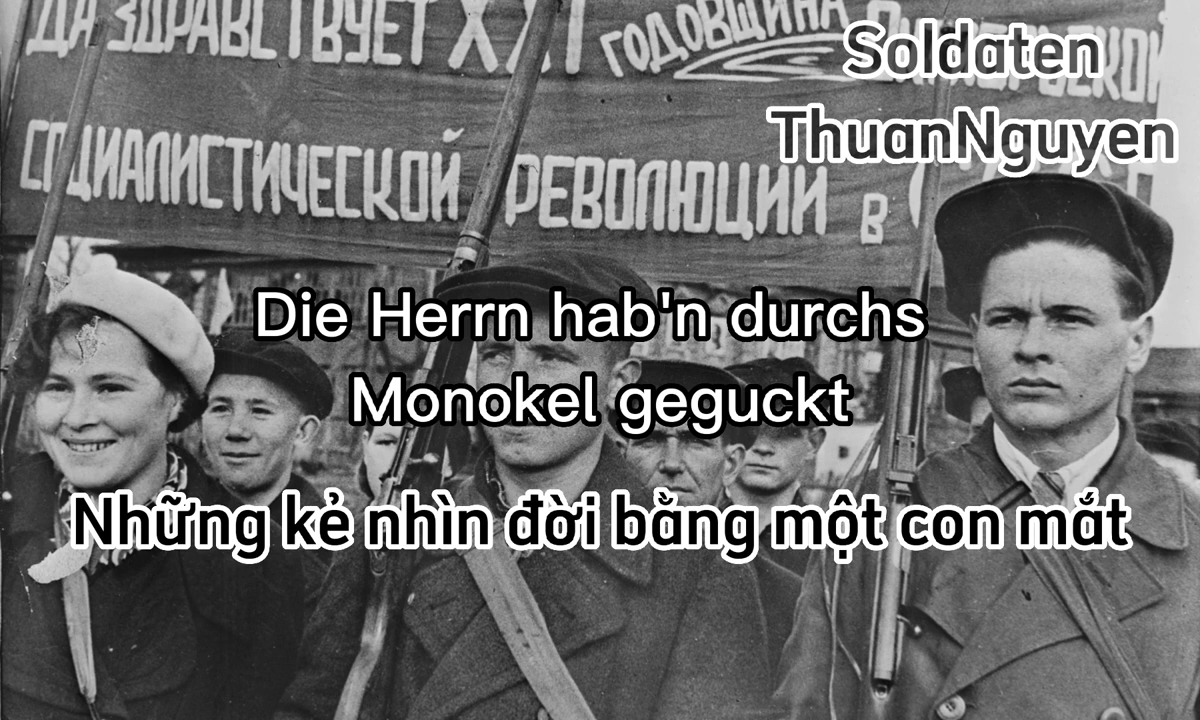 ДА ЗДРАВСТВУЕТ XXI ГОДОВЩИНА
СОЦИАЛИСТИЧЕСКОЙ РЕВОЛЮЦИИ В
Soldaten
ThuanNguyen
Die Herrn hab'n durchs
Monokel geguckt
Những kẻ nhìn đời bằng một con mắt